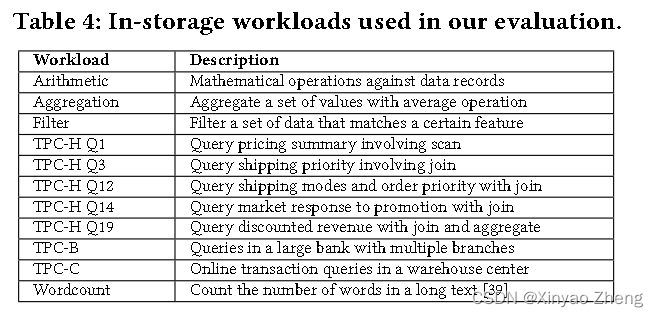 Table 4: In-storage workloads used in our evaluation.
Workload Description
Arithmetic Mathematical operations against data records
Aggregation Aggregate a set of values with average operation
Filter Filter a set of data that matches a certain feature
TPC-H Q1 Query pricing summary involving scan
TPC-H Q3 Query shipping priority involving join
TPC-H Q12 Query shipping modes and order priority with join
TPC-H Q14 Query market response to promotion with join
TPC-H Q19 Query discounted revenue with join and aggregate
TPC-B Queries in a large bank with multiple branches
TPC-C Online transaction queries in a warehouse center
Wordcount Count the number of words in a long text [39]
CSDN @Xinyao Zheng